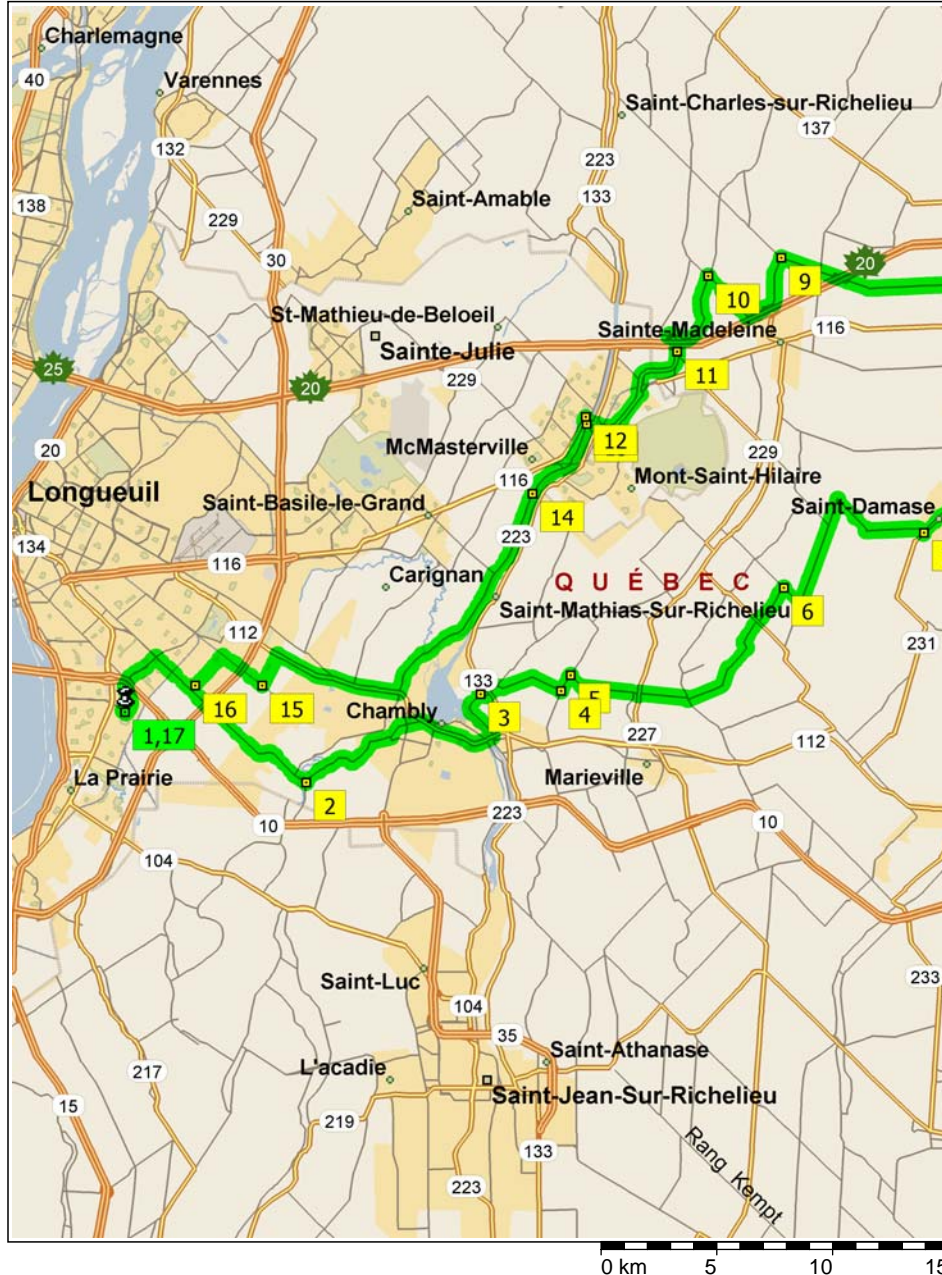 Charlemagne
40
Varennes
Saint-Charles-sur-Richelieu
137
132
223
133
138
Saint-Amable
229
30
20
9
10
St-Mathieu-de-Beloeil
Sainte-Madeleine
116
Sainte-Julie
11
25
20
229
20
12
McMasterville
229
116
Mont-Saint-Hilaire
Longueuil
Saint-Basile-le-Grand
14
Saint-Damase
223
134
116
Carignan
QUÉBEC
Saint-Mathias-Sur-Richelieu
6
112
231
133
5
16
15
Chambly
3
4
1,17
227
112
La Prairie
Marieville
2
223
10
10
104
Saint-Luc
233
104
35
Saint-Athanase
L'acadie
217
Saint-Jean-Sur-Richelieu
15
219
133
Rang Kempt
223
0 km 5 10 15